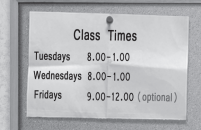 Class Times
Tuesdays 8.00-1.00
Wednesdays 8.00-1.00
Fridays 9.00-12.00 (optional)